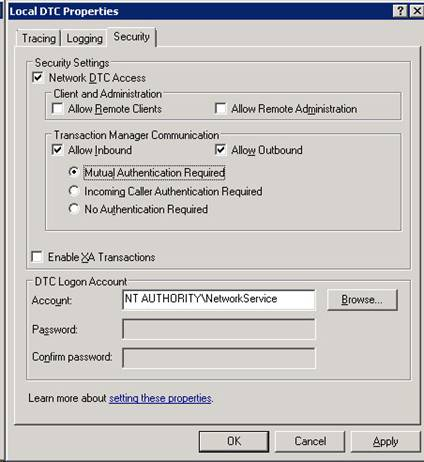 Local DTC Properties
Tracing Logging Security
Security Settings
Network DTC Access
Client and Administration
Allow Remote Clients Allow Remote Administration
Transaction Manager Communication
Allow Inbound Allow Outbound
Mutual Authentication Required
Incoming Caller Authentication Required
No Authentication Required
Enable XA Transactions
DTC Logon Account
Account: NT AUTHORITY\NetworkService Browse...
Password:
Confirm password:
Learn more about setting these properties.
OK Cancel Apply